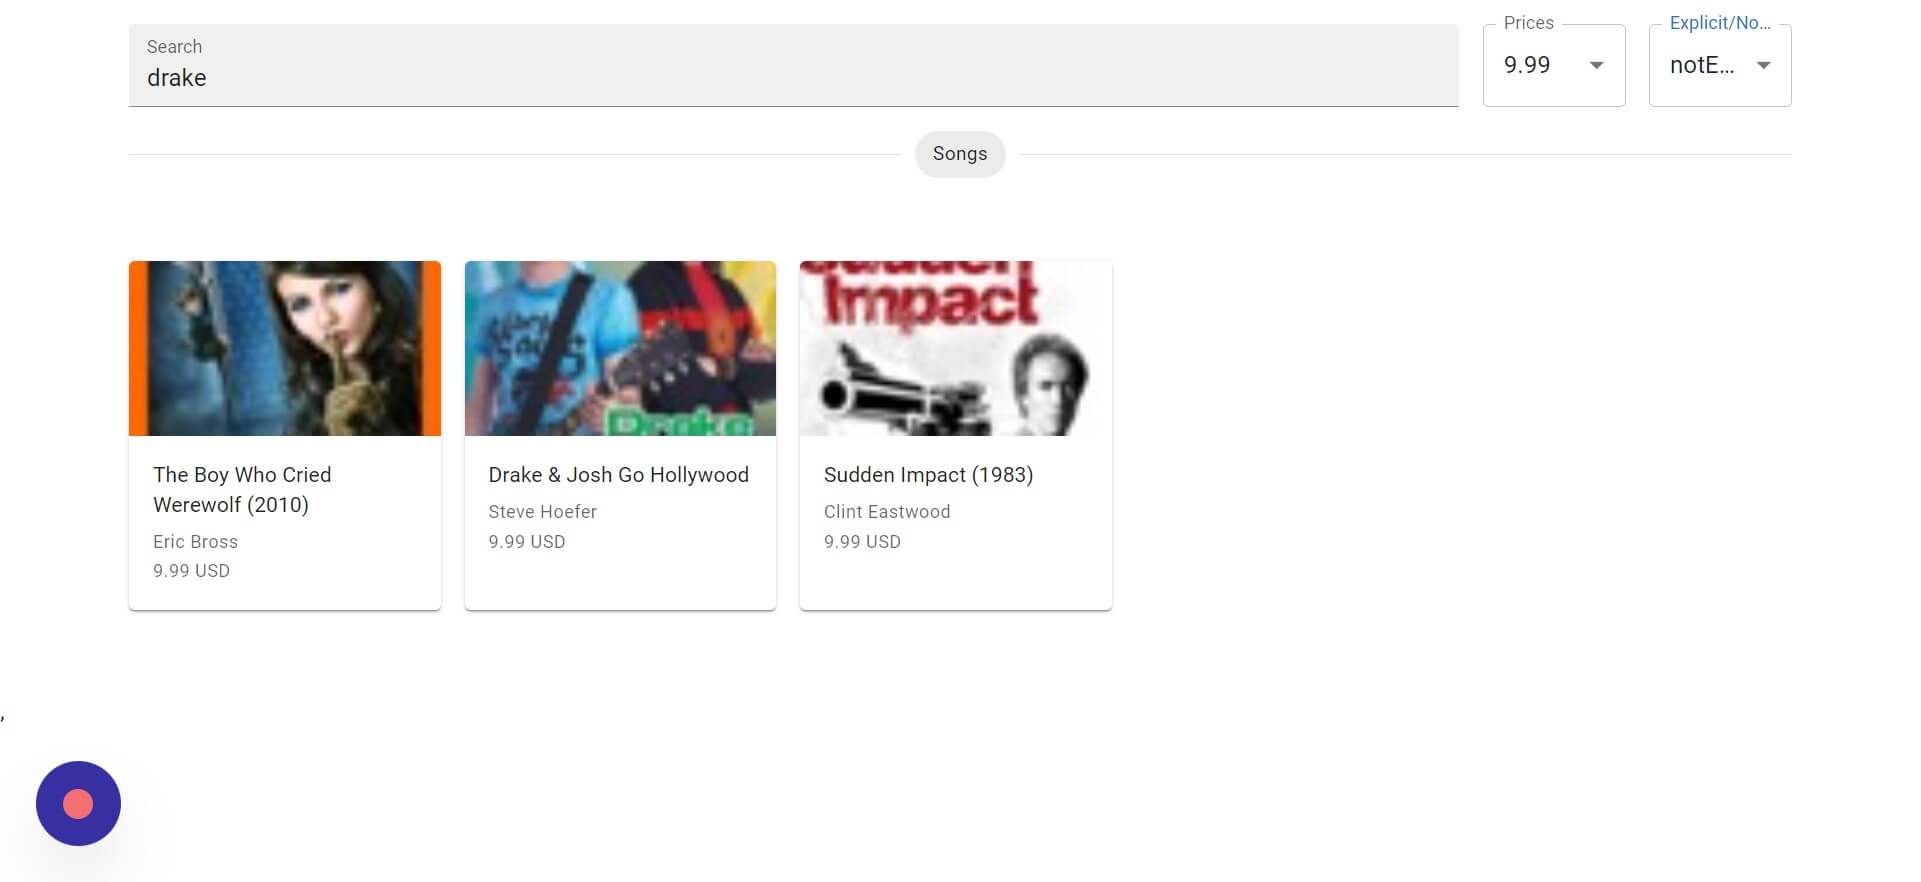 Search
drake
Prices
9.99
Explicit/No...
notE...
Songs
Impact
Drake
The Boy Who Cried
Werewolf (2010)
Eric Bross
9.99 USD
Drake & Josh Go Hollywood
Steve Hoefer
9.99 USD
Sudden Impact (1983)
Clint Eastwood
9.99 USD
,